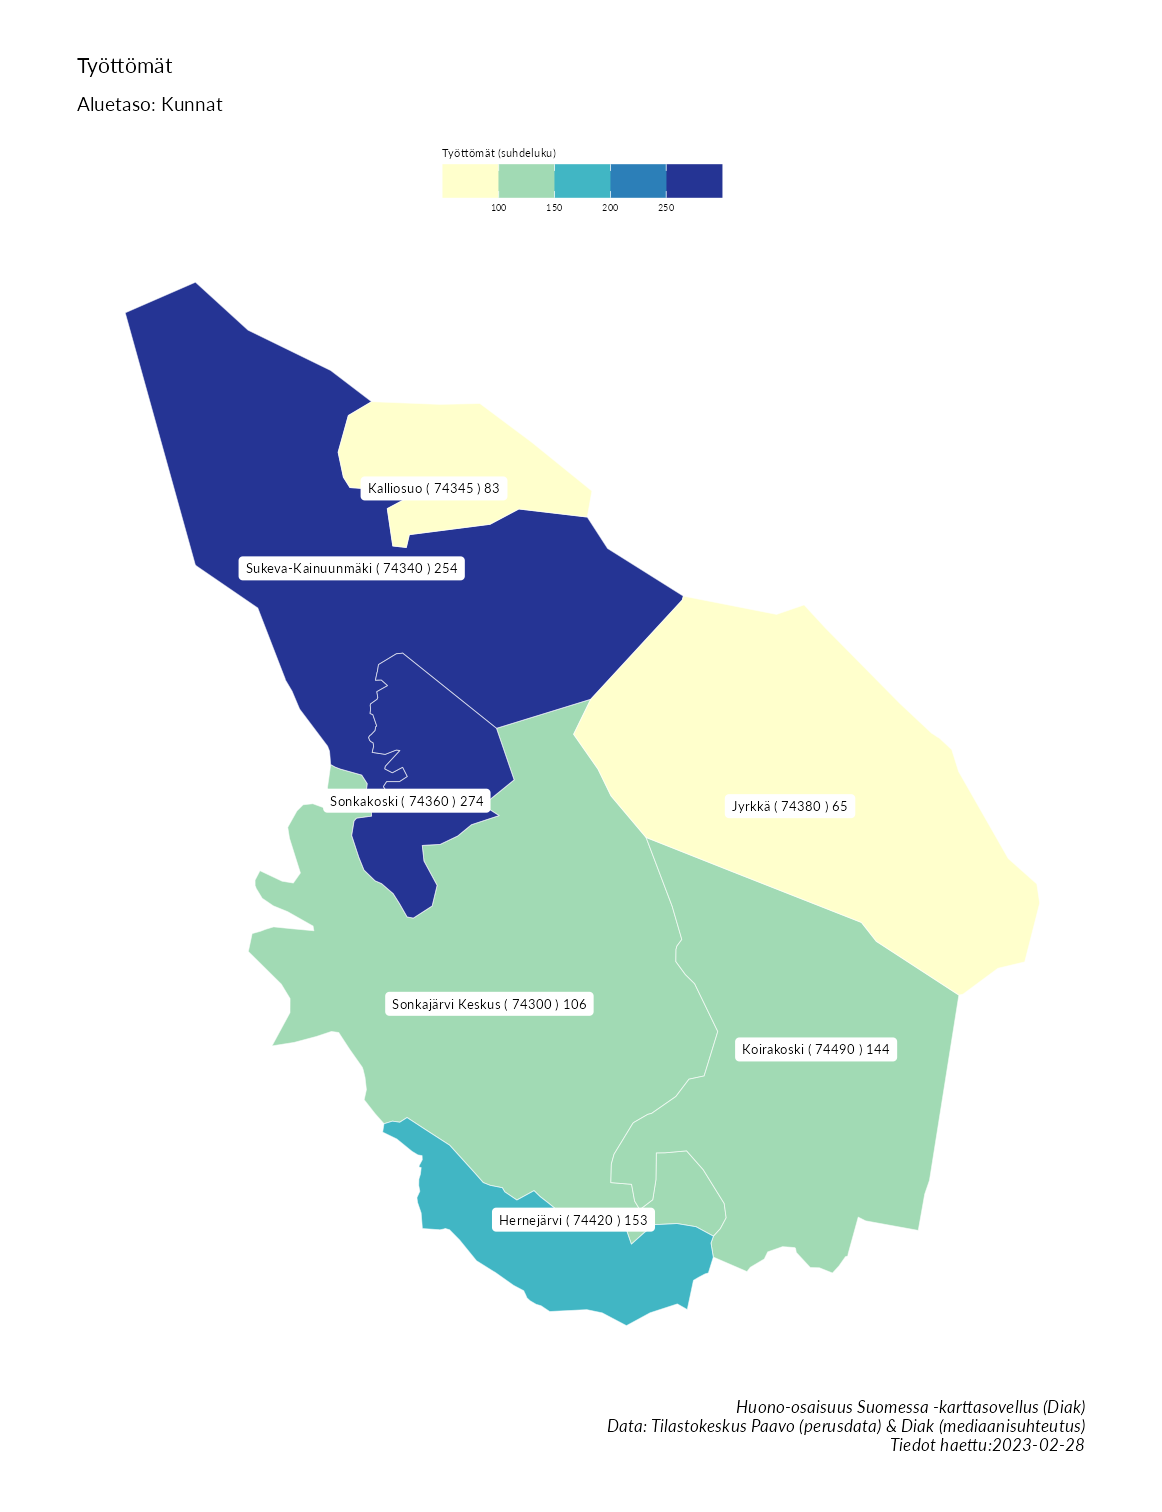 Työttömät
Aluetaso: Kunnat
Työttömät (suhdeluku)
100 150 200 250
Kalliosuo ( 74345 ) 83
Sukeva-Kainuunmäki ( 74340 ) 254
Sonkakoski ( 74360 ) 274
Jyrkkä ( 74380 ) 65
Sonkajärvi Keskus ( 74300 ) 106
Koirakoski ( 74490 ) 144
Hernejärvi ( 74420 ) 153
Huono-osaisuus Suomessa -karttasovellus (Diak)
Data: Tilastokeskus Paavo (perusdata) & Diak (mediaanisuhteutus)
Tiedot haettu:2023-02-28